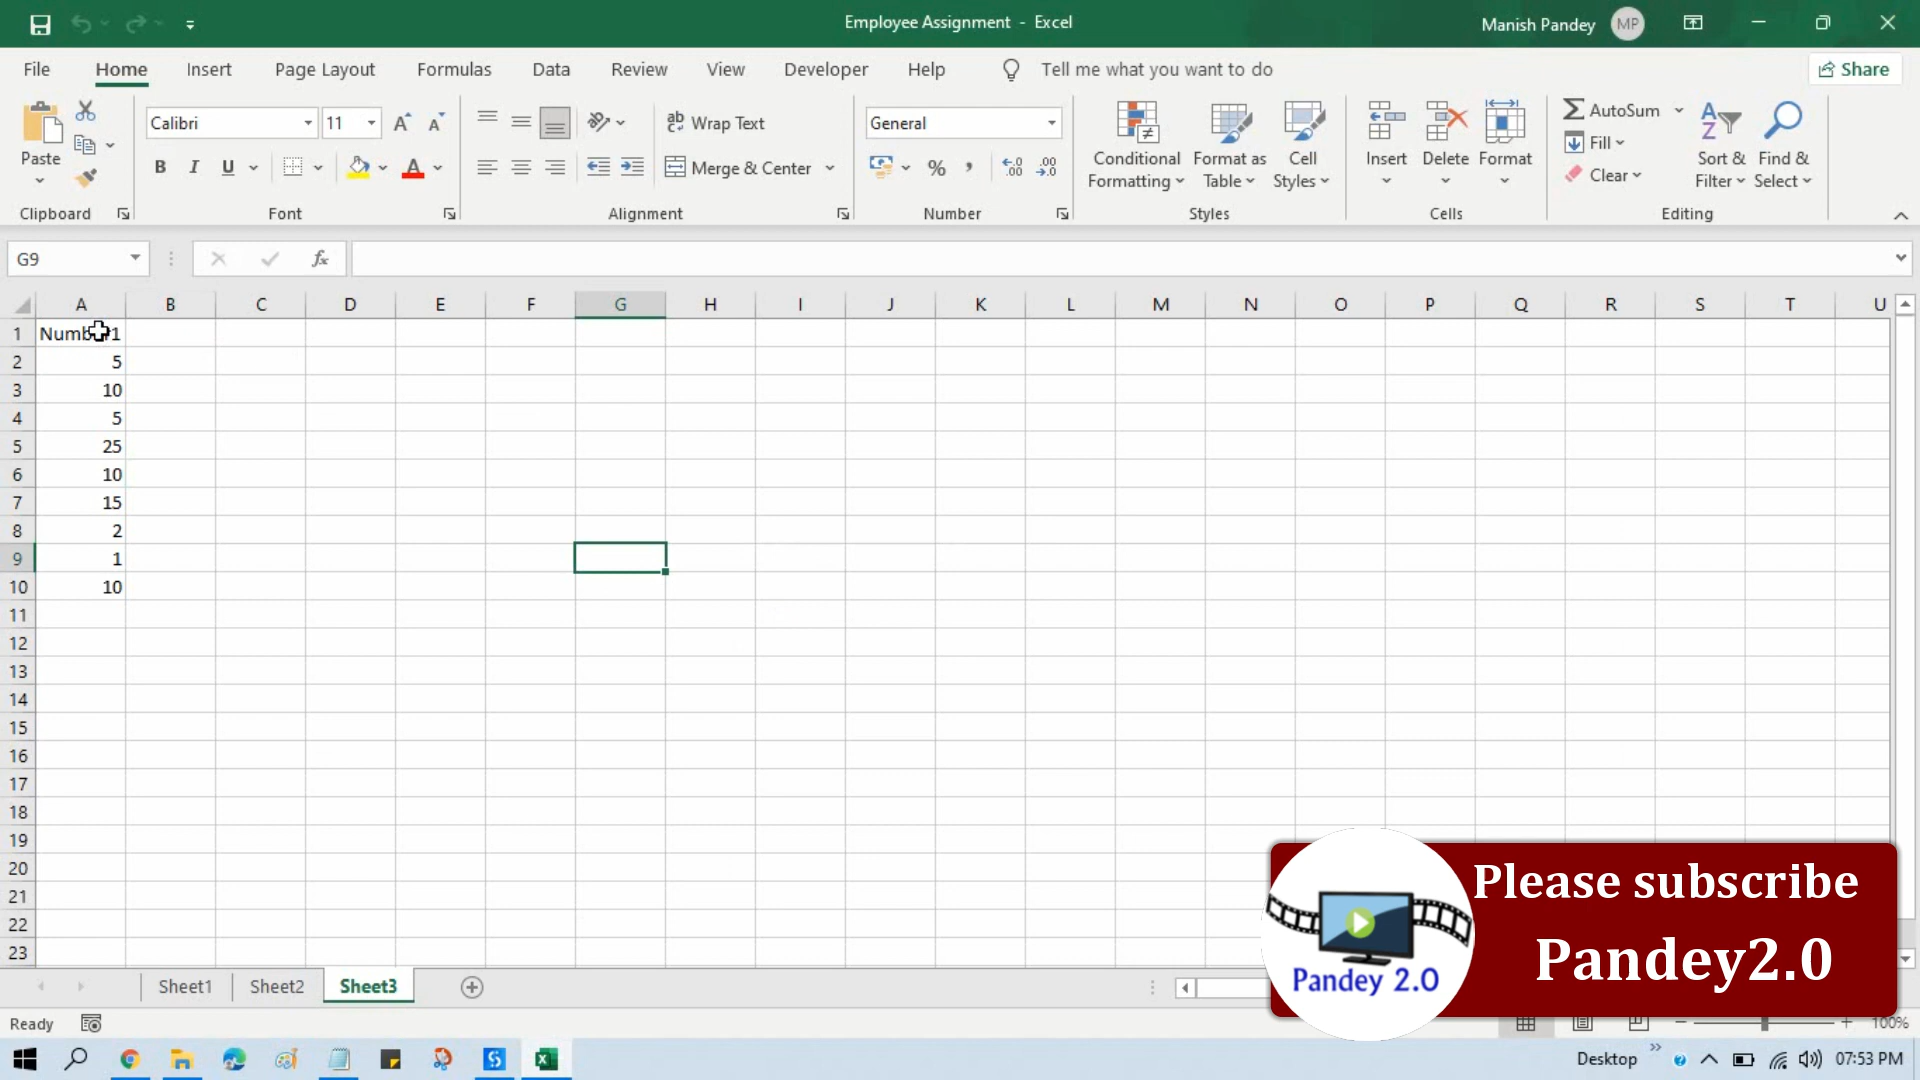 Employee Assignment - Excel
Manish Pandey
MP
File Home Insert Page Layout Formulas Data Review View Developer Help Tell me what you want to do
Share
Paste
Clipboard
Calibri 11
B I U
Font
Wrap Text
Merge & Center
Alignment
General
Number
Conditional Formatting
Format as Table
Cell Styles
Styles
Insert Delete Format
Cells
AutoSum
Fill
Clear
Sort & Filter
Find & Select
Editing
G9
fx
A B C D E F G H I J K L M N O P Q R S T U
1
2 5
3 10
4 5
5 25
6 10
7 15
8 2
9 1
10 10
11
12
13
14
15
16
17
18
19
20
21
22
23
Please subscribe
Pandey2.0
Pandey 2.0
Sheet1 Sheet2 Sheet3
Ready
100%
Desktop
07:53 PM